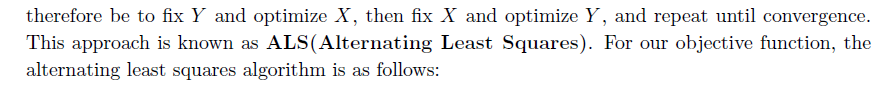 therefore be to fix Y and optimize X, then fix X and optimize Y, and repeat until convergence.
This approach is known as ALS(Alternating Least Squares). For our objective function, the
alternating least squares algorithm is as follows: